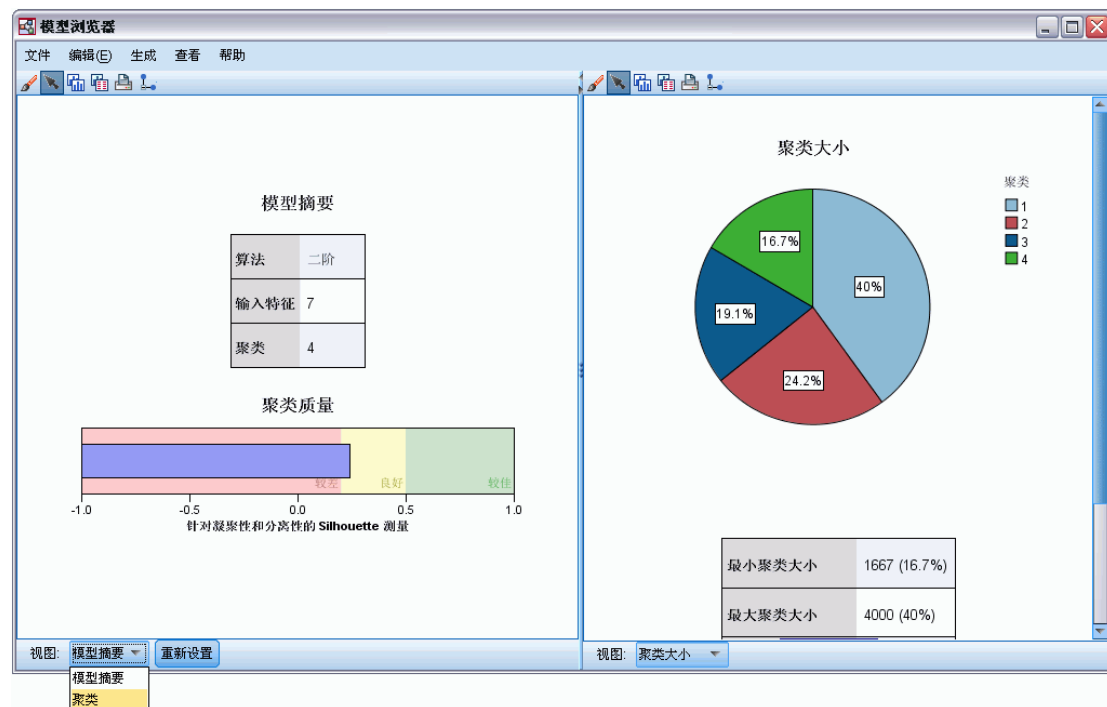 模型浏览器
文件 编辑(E) 生成 查看 帮助
模型摘要
算法 二阶
输入特征 7
聚类 4
聚类质量
较差 良好 较佳
-1.0 -0.5 0.0 0.5 1.0
针对凝聚性和分离性的 Silhouette 测量
视图: 模型摘要 重新设置
模型摘要
聚类
聚类大小
聚类
1
2
3
4
16.7%
40%
19.1%
24.2%
最小聚类大小 1667 (16.7%)
最大聚类大小 4000 (40%)
视图: 聚类大小